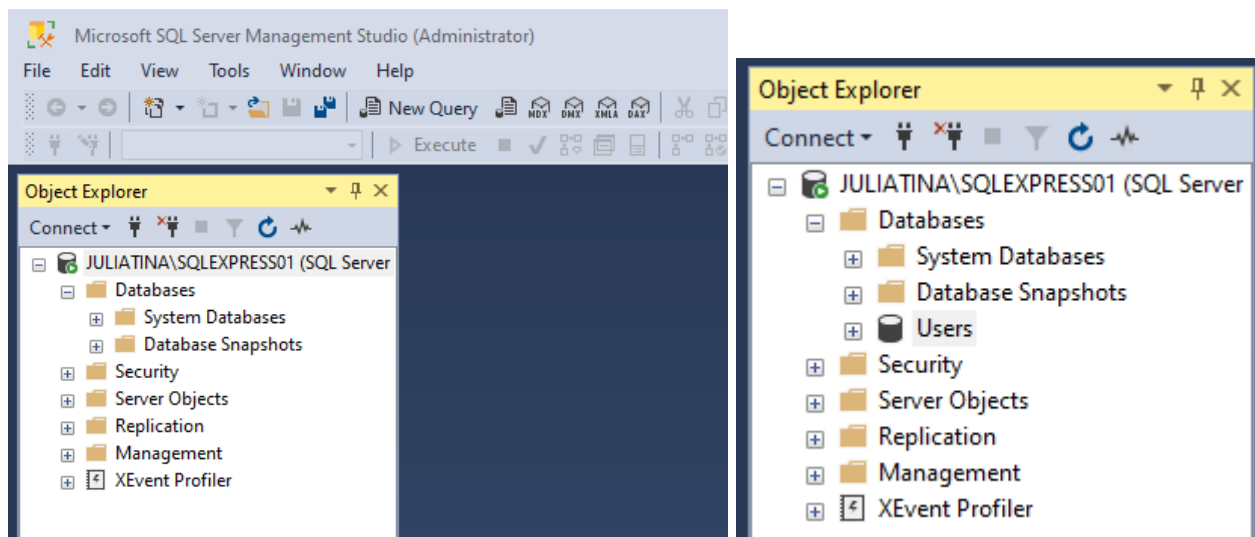 Microsoft SQL Server Management Studio (Administrator)
File Edit View Tools Window Help
New Query MDX DMX XMLA DAX
Execute
Object Explorer
Connect
JULIATINA\SQLEXPRESS01 (SQL Server
Databases
System Databases
Database Snapshots
Security
Server Objects
Replication
Management
XEvent Profiler
Object Explorer
Connect
JULIATINA\SQLEXPRESS01 (SQL Server
Databases
System Databases
Database Snapshots
Users
Security
Server Objects
Replication
Management
XEvent Profiler